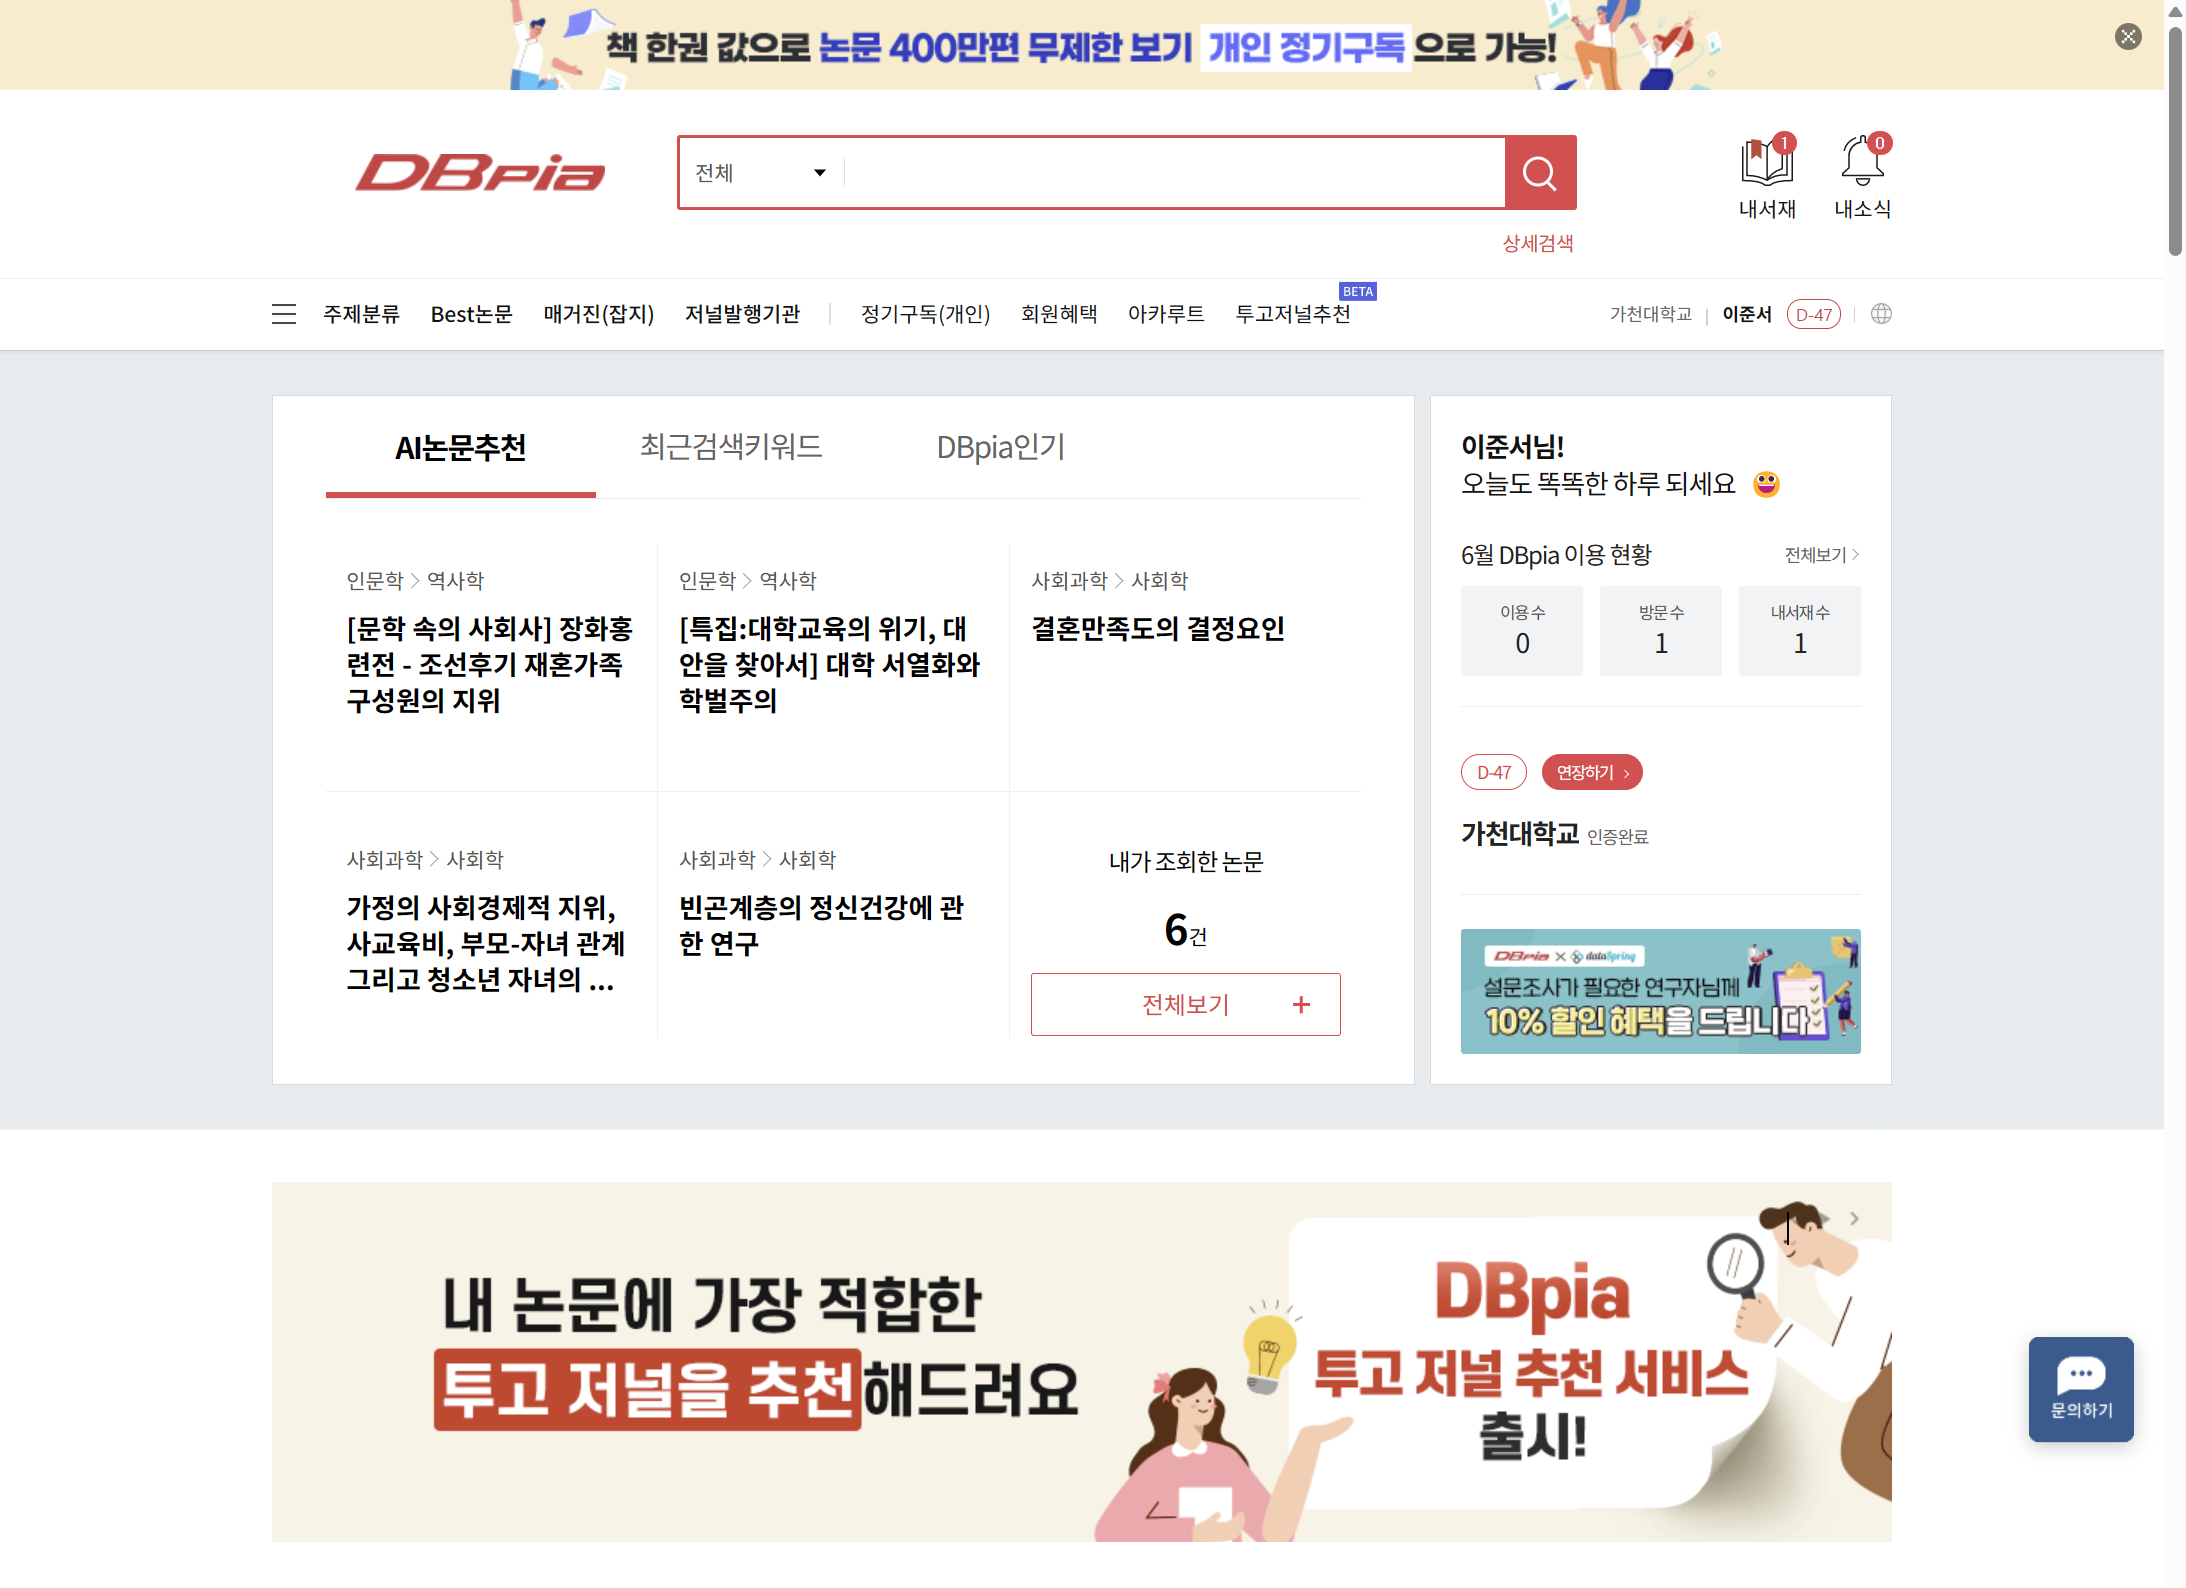 책 한권 값으로 논문 400만편 무제한 보기 개인 정기구독 으로 가능!
DBpia
전체
상세검색
1
내서재
0
내소식
주제분류 Best논문 매거진(잡지) 저널발행기관 정기구독(개인) 회원혜택 아카루트 투고저널추천 BETA
가천대학교 이준서 D-47
AI논문추천 최근검색키워드 DBpia인기
인문학 > 역사학
[문학 속의 사회사] 장화홍
련전 - 조선후기 재혼가족
구성원의 지위
인문학 > 역사학
[특집:대학교육의 위기, 대
안을 찾아서] 대학 서열화와
학벌주의
사회과학 > 사회학
결혼만족도의 결정요인
사회과학 > 사회학
가정의 사회경제적 지위,
사교육비, 부모-자녀 관계
그리고 청소년 자녀의 ...
사회과학 > 사회학
빈곤계층의 정신건강에 관
한 연구
내가 조회한 논문
6건
전체보기 +
이준서님!
오늘도 똑똑한 하루 되세요
6월 DBpia 이용 현황 전체보기 >
이용수
0
방문수
1
내서재수
1
D-47 연장하기 >
가천대학교 인증완료
DBpia × dataSpring
설문조사가 필요한 연구자님께
10% 할인 혜택을 드립니다
내 논문에 가장 적합한
투고 저널을 추천해드려요
DBpia
투고 저널 추천 서비스
출시!
문의하기